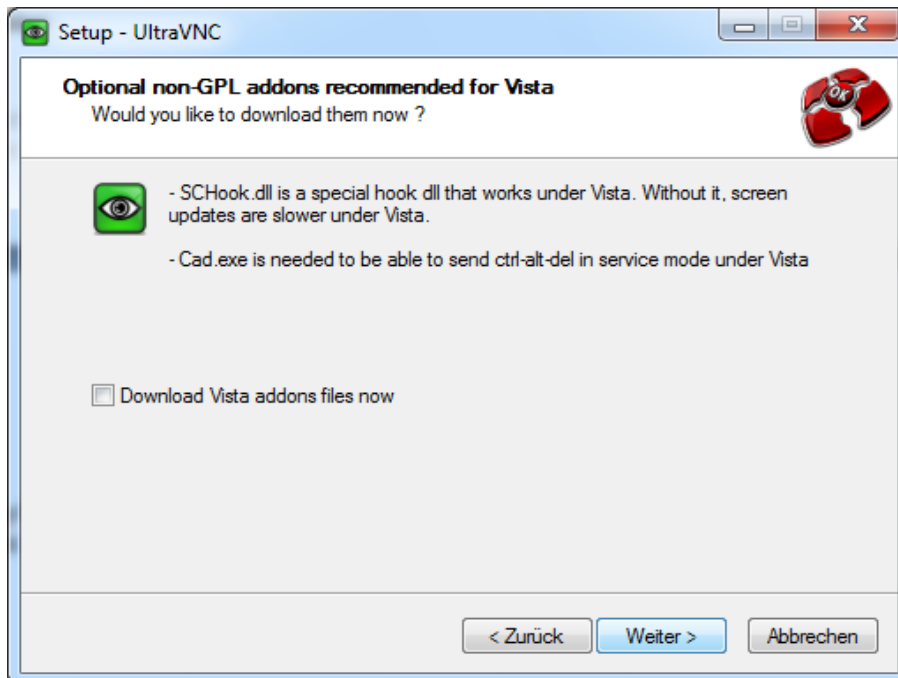 Setup - UltraVNC
Optional non-GPL addons recommended for Vista
Would you like to download them now ?
OK
- SCHook.dll is a special hook dll that works under Vista. Without it, screen
updates are slower under Vista.
- Cad.exe is needed to be able to send ctrl-alt-del in service mode under Vista
Download Vista addons files now
< Zurück
Weiter >
Abbrechen